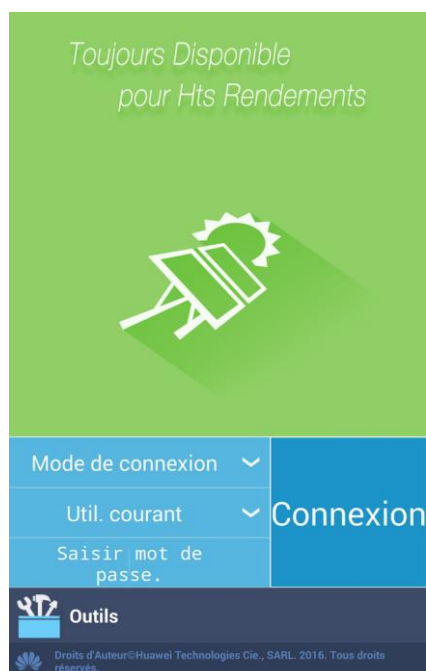 Toujours Disponible
pour Hts Rendements
Mode de connexion
Util. courant
Connexion
Saisir mot de
passe.
Outils
Droits d'Auteur©Huawei Technologies Cie., SARL. 2016. Tous droits
réservés.